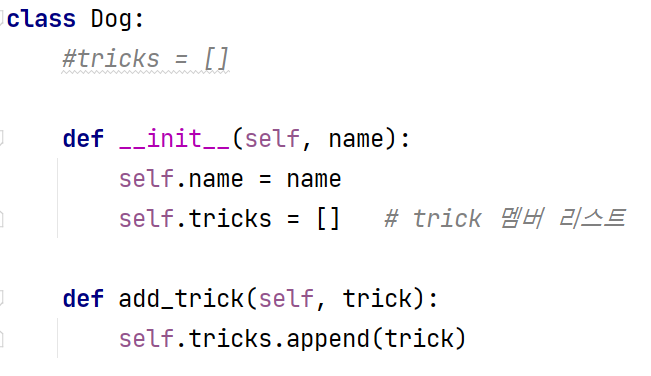 class Dog:
    #tricks = []
    def __init__(self, name):
        self.name = name
        self.tricks = []   # trick 멤버 리스트
    def add_trick(self, trick):
        self.tricks.append(trick)